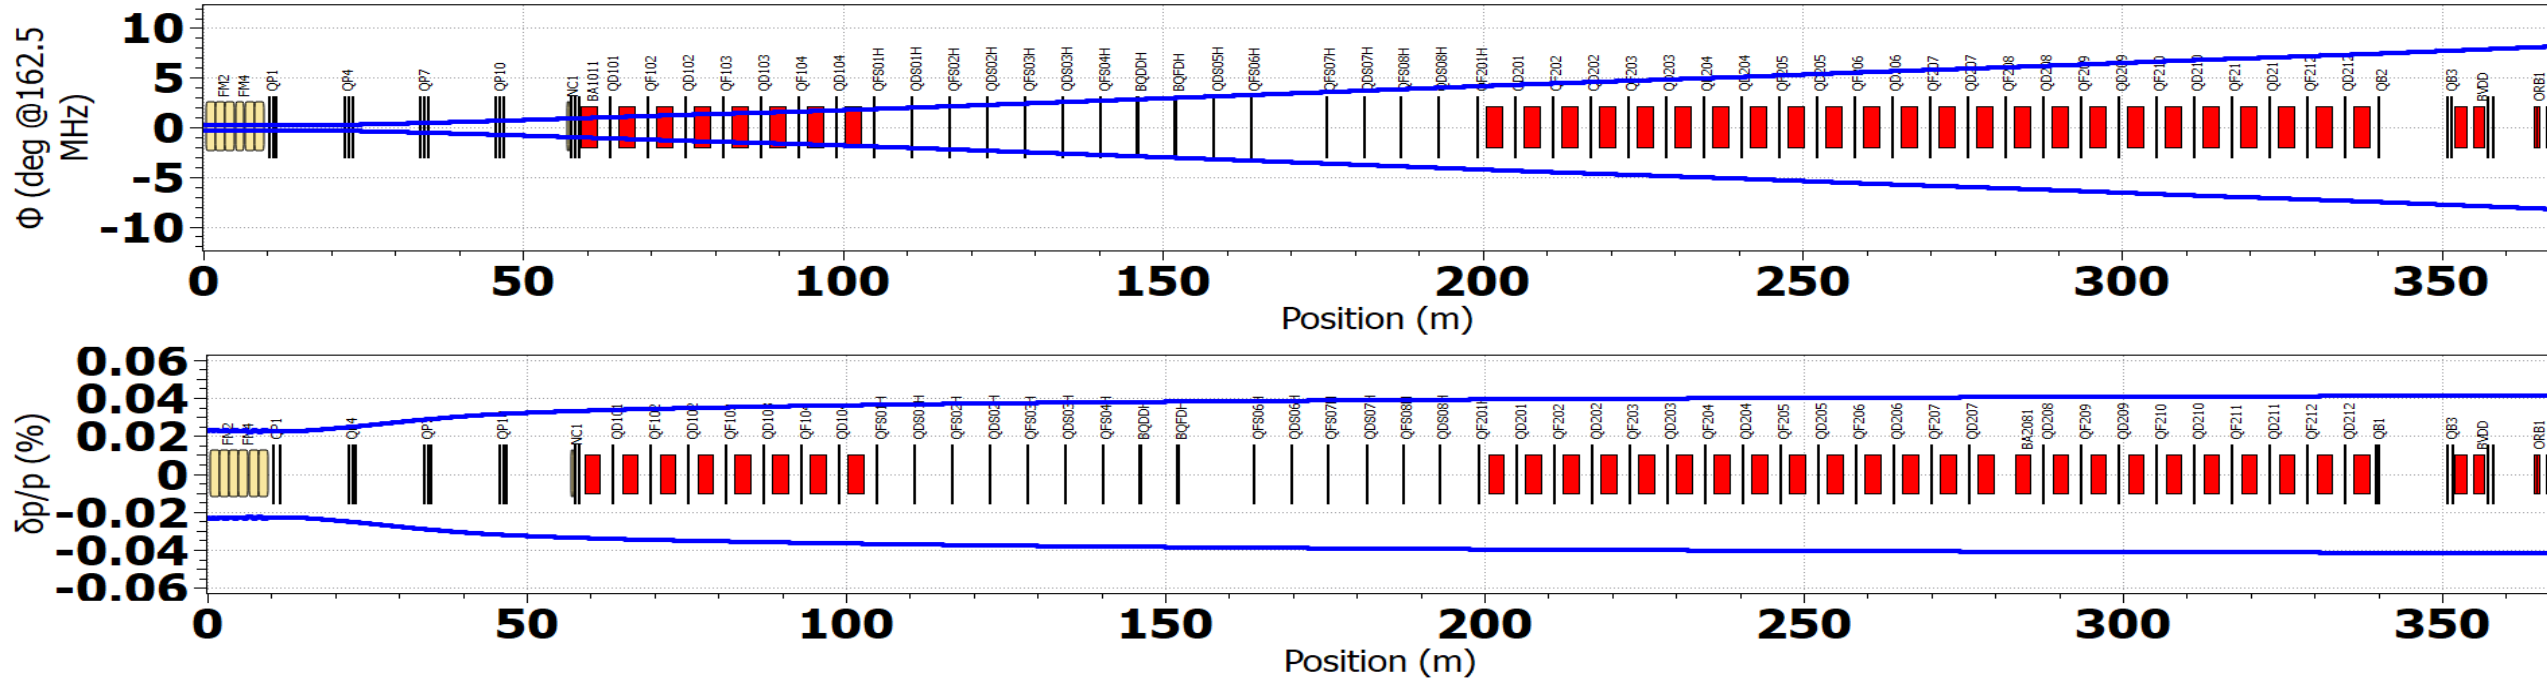 Φ (deg @162.5
MHz)
10
5
0
-5
-10
FM2 FM4 QP1 QP4 QP7 QP10 NC1 BA1011 QD101 QF102 QD102 QF103 QD103 QF104 QD104 QFS01H QDS01H QFS02H QDS02H QFS03H QDS03H QFS04H BQDDH BQFDH QDS05H QFS06H QFS07H QDS07H QFS08H QDS08H QF201H QD201 QF202 QD202 QF203 QD203 QF204 QD204 QF205 QD205 QF206 QD206 QF207 QD207 QF208 QD208 QF209 QD209 QF210 QD210 QF21 QD21 QF212 QD212 QB2 QB3 BVDD ORB1
0 50 100 150 200 250 300 350
Position (m)
δp/p (%)
0.06
0.04
0.02
0
-0.02
-0.04
-0.06
FM2 FM4 QP1 QP4 QP QP1 NC1 QD101 QF102 QD102 QF103 QD103 QF104 QD104 QFS01H QDS01H QFS02H QDS02H QFS03H QDS03H QFS04H BQDDH BQFDH QFS06H QDS06H QFS07H QDS07H QFS08H QDS08H QF201H QD201 QF202 QD202 QF203 QD203 QF204 QD204 QF205 QD205 QF206 QD206 QF207 QD207 BA2081 QD208 QF209 QD209 QF210 QD210 QF211 QD211 QF212 QD212 QB1 QB3 BVDD ORB1
0 50 100 150 200 250 300 350
Position (m)